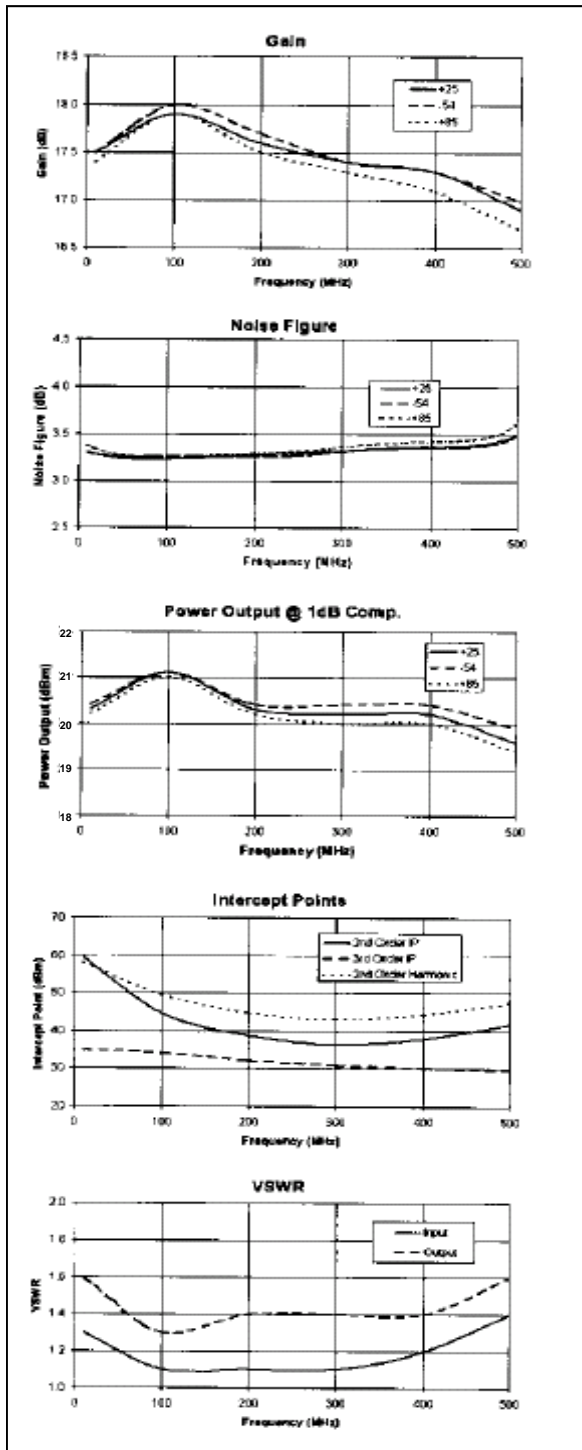 Gain
18.5
18.0
17.5
17.0
16.5
Gain (dB)
+25
-54
+85
0 100 200 300 400 500
Frequency (MHz)
Noise Figure
4.5
4.0
3.5
3.0
2.5
Noise Figure (dB)
+25
-54
+85
0 100 200 300 400 500
Frequency (MHz)
Power Output @ 1dB Comp.
22
21
20
19
18
Power Output (dBm)
+25
-54
+85
0 100 200 300 400 500
Frequency (MHz)
Intercept Points
70
60
50
40
30
20
Intercept Point (dBm)
2nd Order IP
3rd Order IP
2nd Order Harmonic
0 100 200 300 400 500
Frequency (MHz)
VSWR
2.0
1.8
1.6
1.4
1.2
1.0
VSWR
Input
Output
0 100 200 300 400 500
Frequency (MHz)